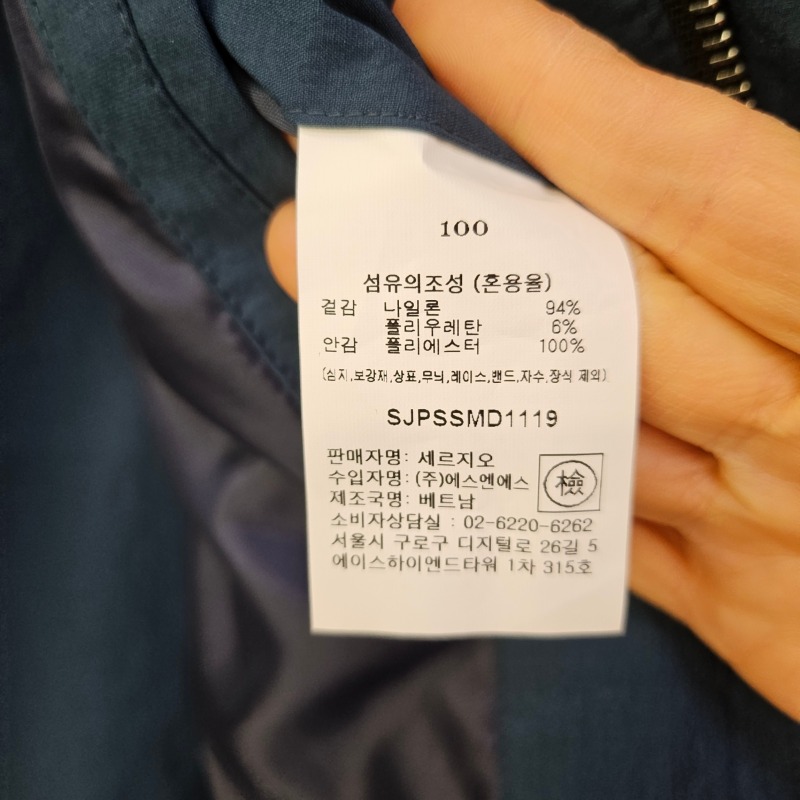 100
섬유의조성 (혼용율)
겉감 나일론 94%
폴리우레탄 6%
안감 폴리에스터 100%
(심지,보강재,상표,무늬,레이스,밴드,자수,장식 제외)
SJPSSMD1119
판매자명: 세르지오
수입자명: (주)에스엔에스
檢
제조국명: 베트남
소비자상담실 : 02-6220-6262
서울시 구로구 디지털로 26길 5
에이스하이엔드타워 1차 315호